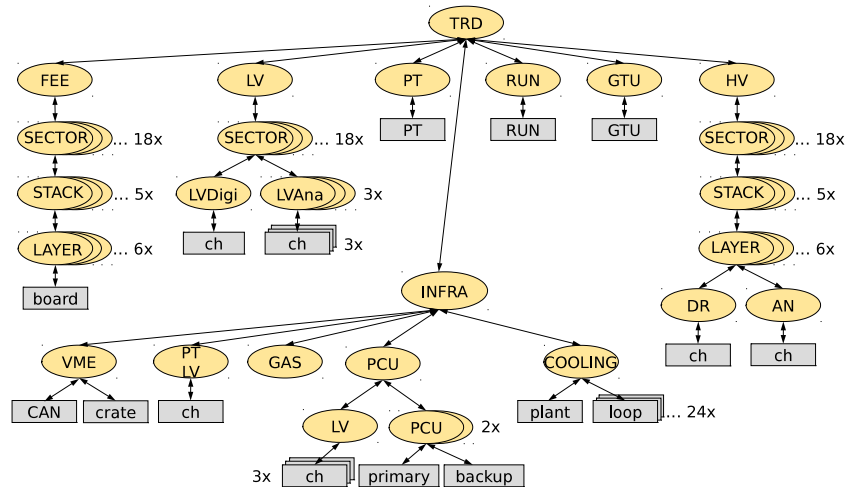 TRD
FEE LV PT RUN GTU HV
PT RUN GTU
SECTOR ... 18x SECTOR ... 18x SECTOR ... 18x
STACK ... 5x LVDigi LVAna 3x STACK ... 5x
LAYER ... 6x ch ch 3x LAYER ... 6x
board INFRA DR AN
ch ch
VME PT LV GAS PCU COOLING
CAN crate ch plant loop ... 24x
LV PCU 2x
3x ch primary backup